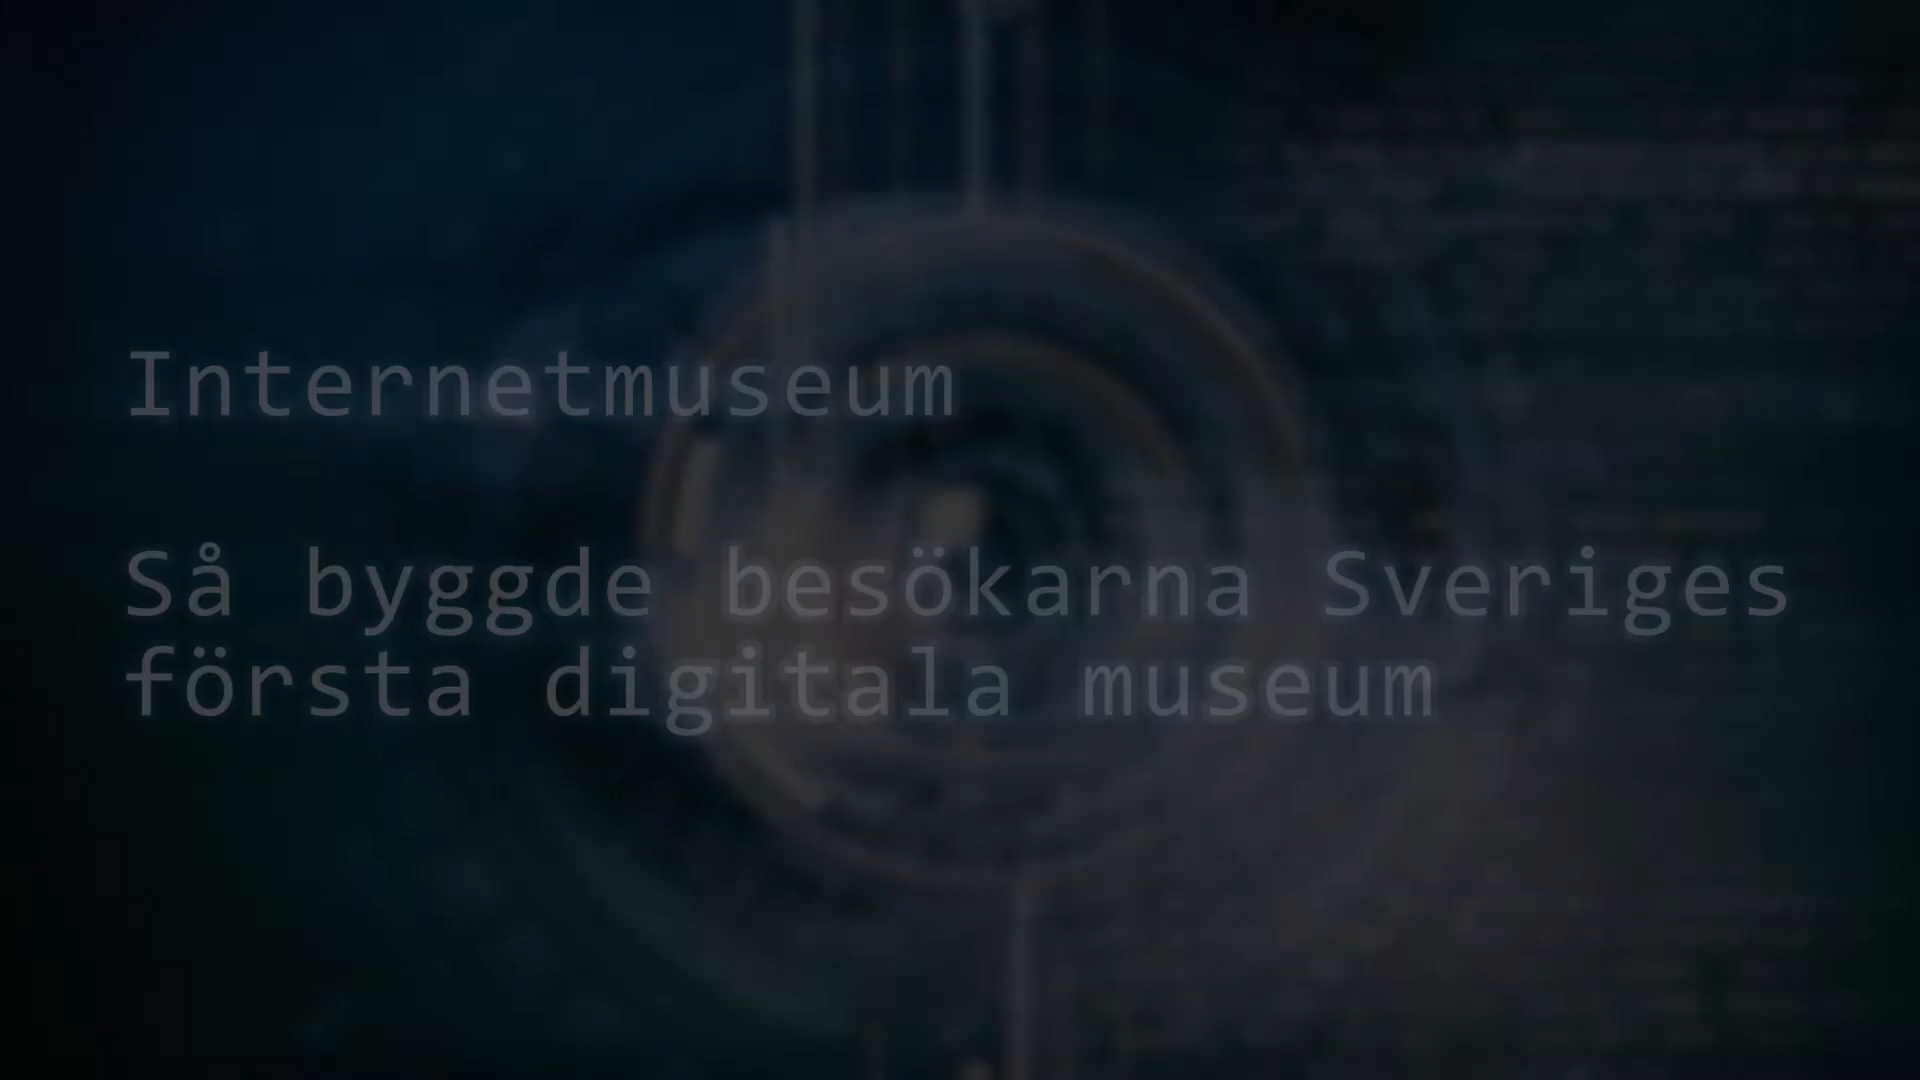 Internetmuseum
Så byggde besökarna Sveriges
första digitala museum